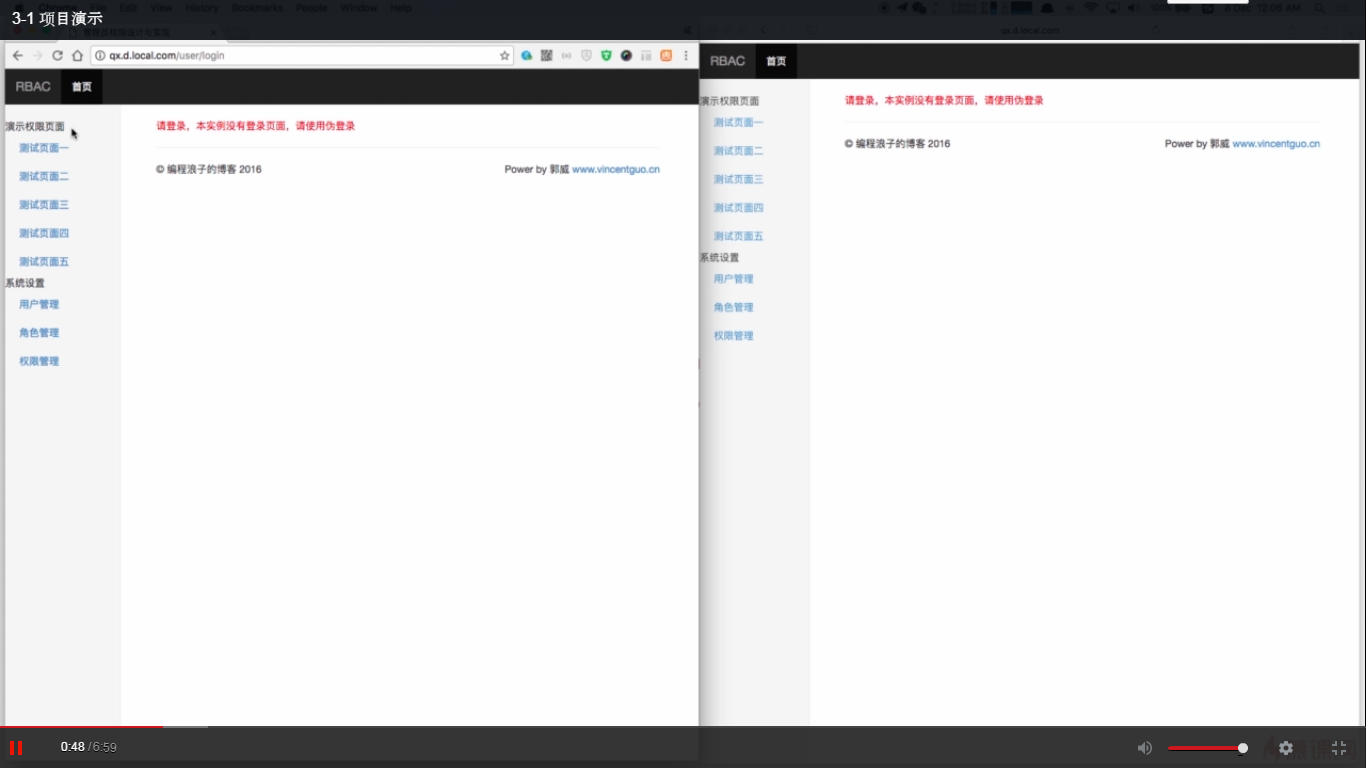 3-1 项目演示
File Edit View History Bookmarks People Window Help
12:06 AM
qx.d.local.com/user/login
RBAC 首页
演示权限页面
测试页面一
测试页面二
测试页面三
测试页面四
测试页面五
系统设置
用户管理
角色管理
权限管理
请登录，本实例没有登录页面，请使用伪登录
© 编程浪子的博客 2016
Power by 郭威 www.vincentguo.cn
qx.d.local.com
RBAC 首页
演示权限页面
测试页面一
测试页面二
测试页面三
测试页面四
测试页面五
系统设置
用户管理
角色管理
权限管理
请登录，本实例没有登录页面，请使用伪登录
© 编程浪子的博客 2016
Power by 郭威 www.vincentguo.cn
0:48 / 6:59